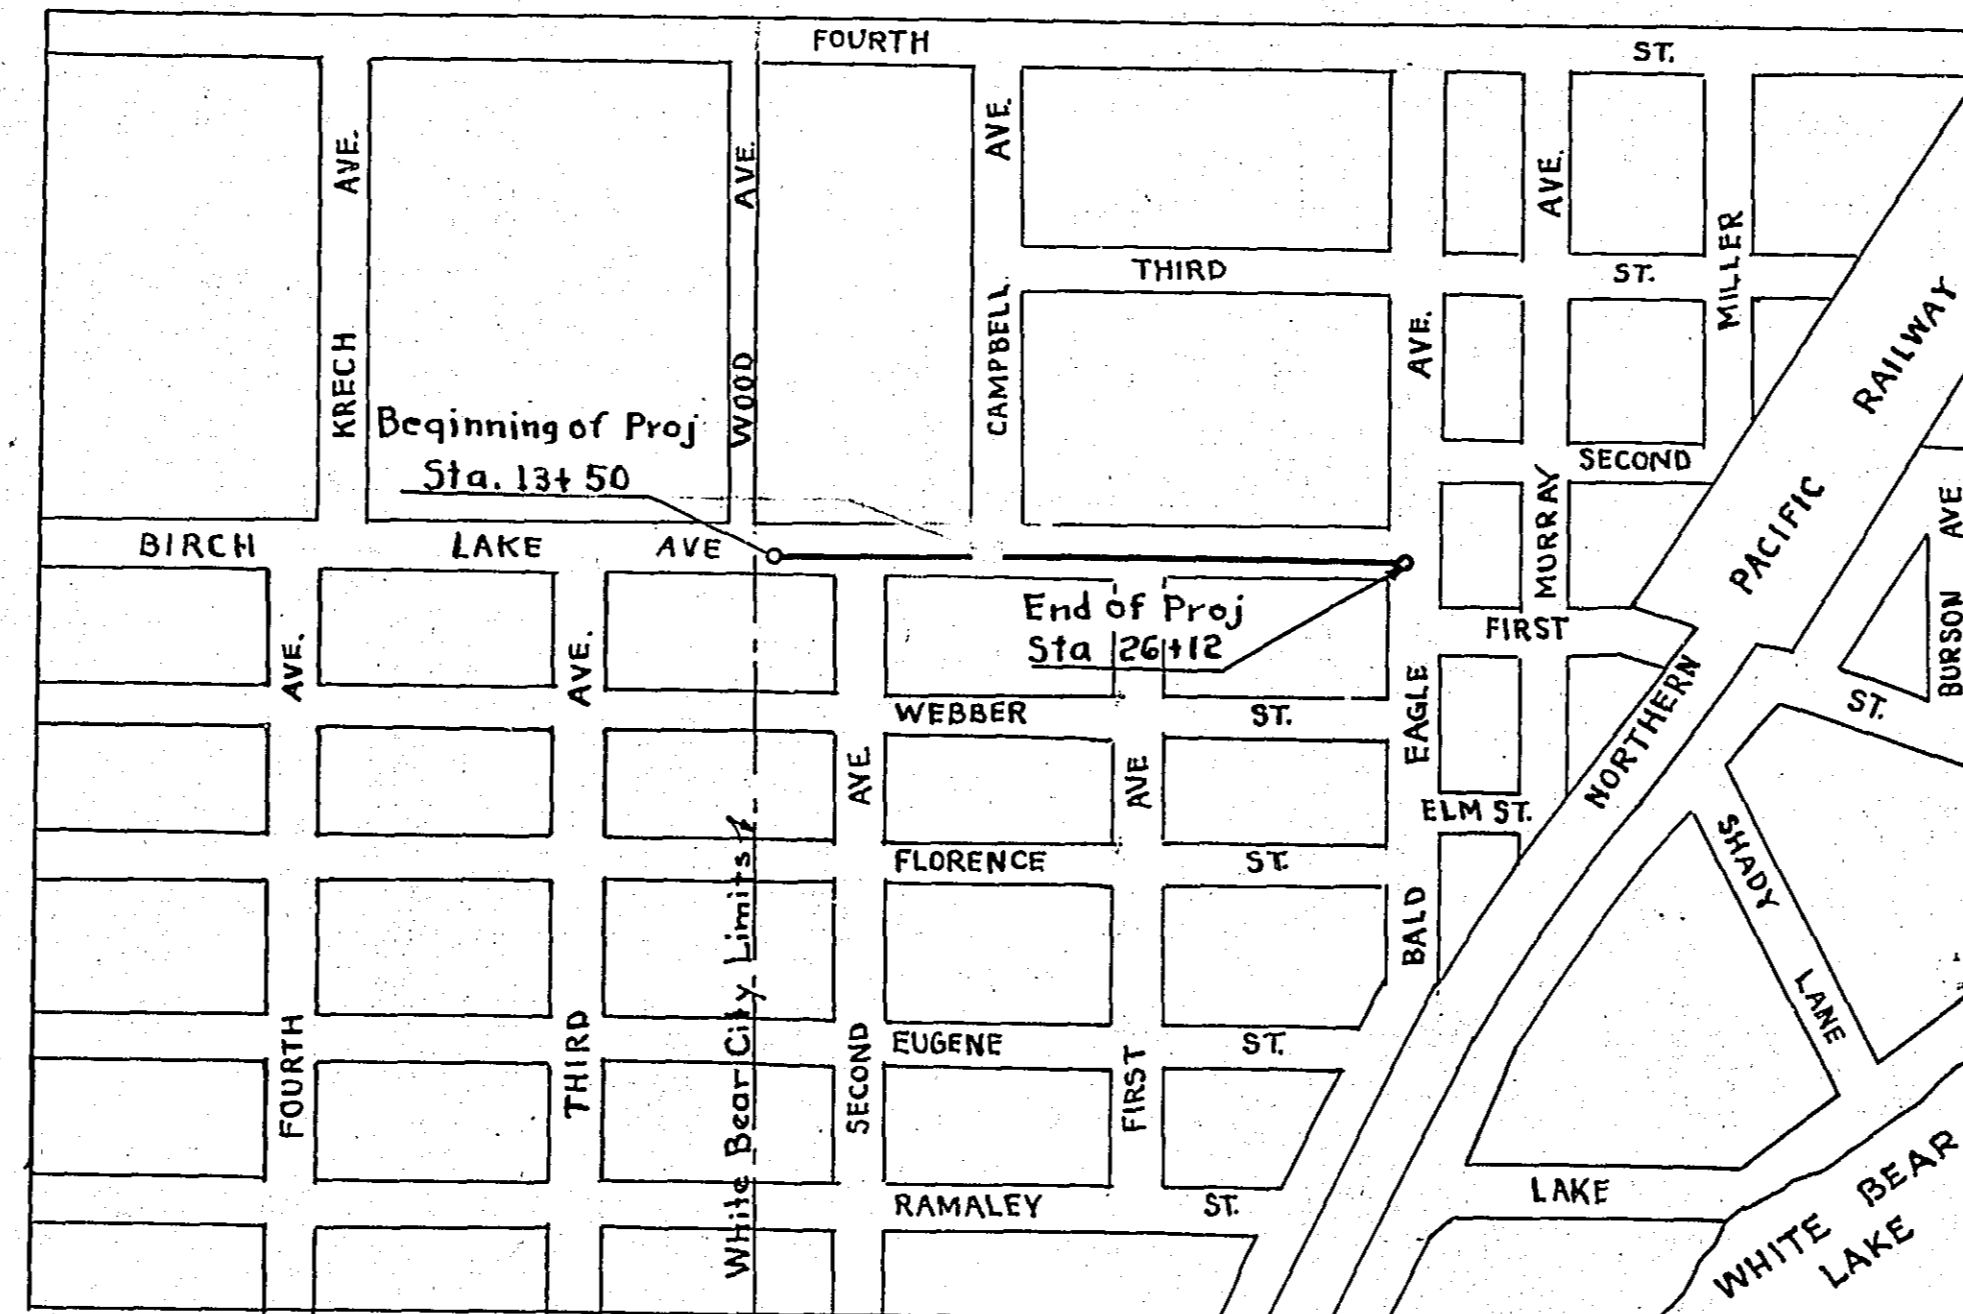 FOURTH ST.
KRECH AVE.
WOOD AVE.
CAMPBELL AVE.
AVE.
MILLER
THIRD ST.
AVE.
SECOND
MURRAY
NORTHERN PACIFIC RAILWAY
BURSON AVE
Beginning of Proj
Sta. 13+50
BIRCH LAKE AVE
End of Proj
Sta 26+12
FIRST ST.
FOURTH AVE.
THIRD AVE.
SECOND AVE.
FIRST AVE
BALD EAGLE
WEBBER ST.
ELM ST.
FLORENCE ST.
SHADY LANE
White Bear City Limits
EUGENE ST.
RAMALEY ST.
LAKE
WHITE BEAR
LAKE